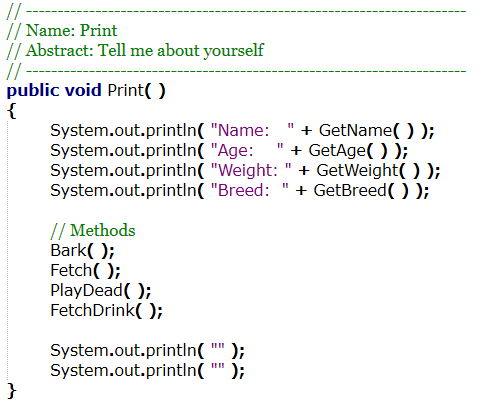 // --------------------------------------------------------------------------------
// Name: Print
// Abstract: Tell me about yourself
// --------------------------------------------------------------------------------
public void Print( )
{
        System.out.println( "Name:   " + GetName( ) );
        System.out.println( "Age:     " + GetAge( ) );
        System.out.println( "Weight: " + GetWeight( ) );
        System.out.println( "Breed:  " + GetBreed( ) );

        // Methods
        Bark( );
        Fetch( );
        PlayDead( );
        FetchDrink( );

        System.out.println( "" );
        System.out.println( "" );
}